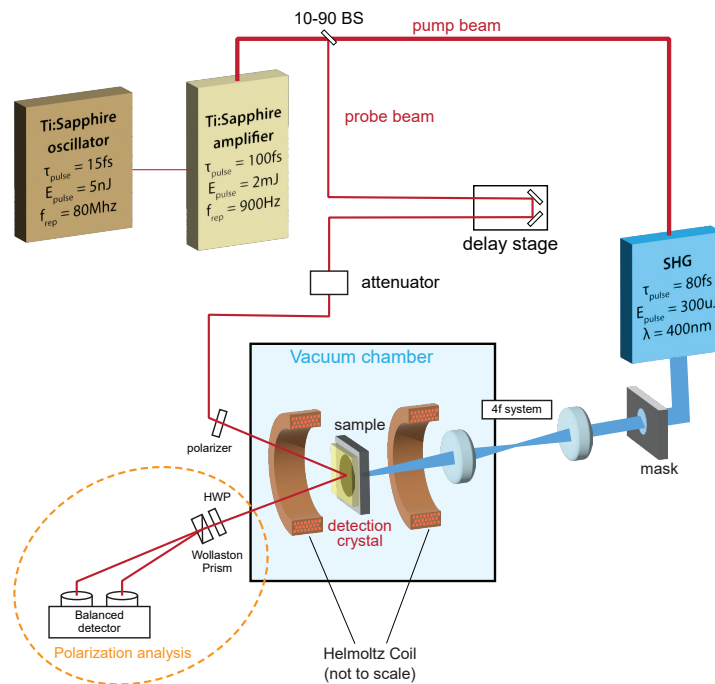 10-90 BS
pump beam
Ti:Sapphire
oscillator
τpulse = 15fs
Epulse = 5nJ
frep = 80Mhz
Ti:Sapphire
amplifier
τpulse = 100fs
Epulse = 2mJ
frep = 900Hz
probe beam
delay stage
SHG
τpulse = 80fs
Epulse = 300u.
λ = 400nm
attenuator
Vacuum chamber
4f system
sample
polarizer
mask
HWP
detection
crystal
Wollaston
Prism
Balanced
detector
Polarization analysis
Helmoltz Coil
(not to scale)